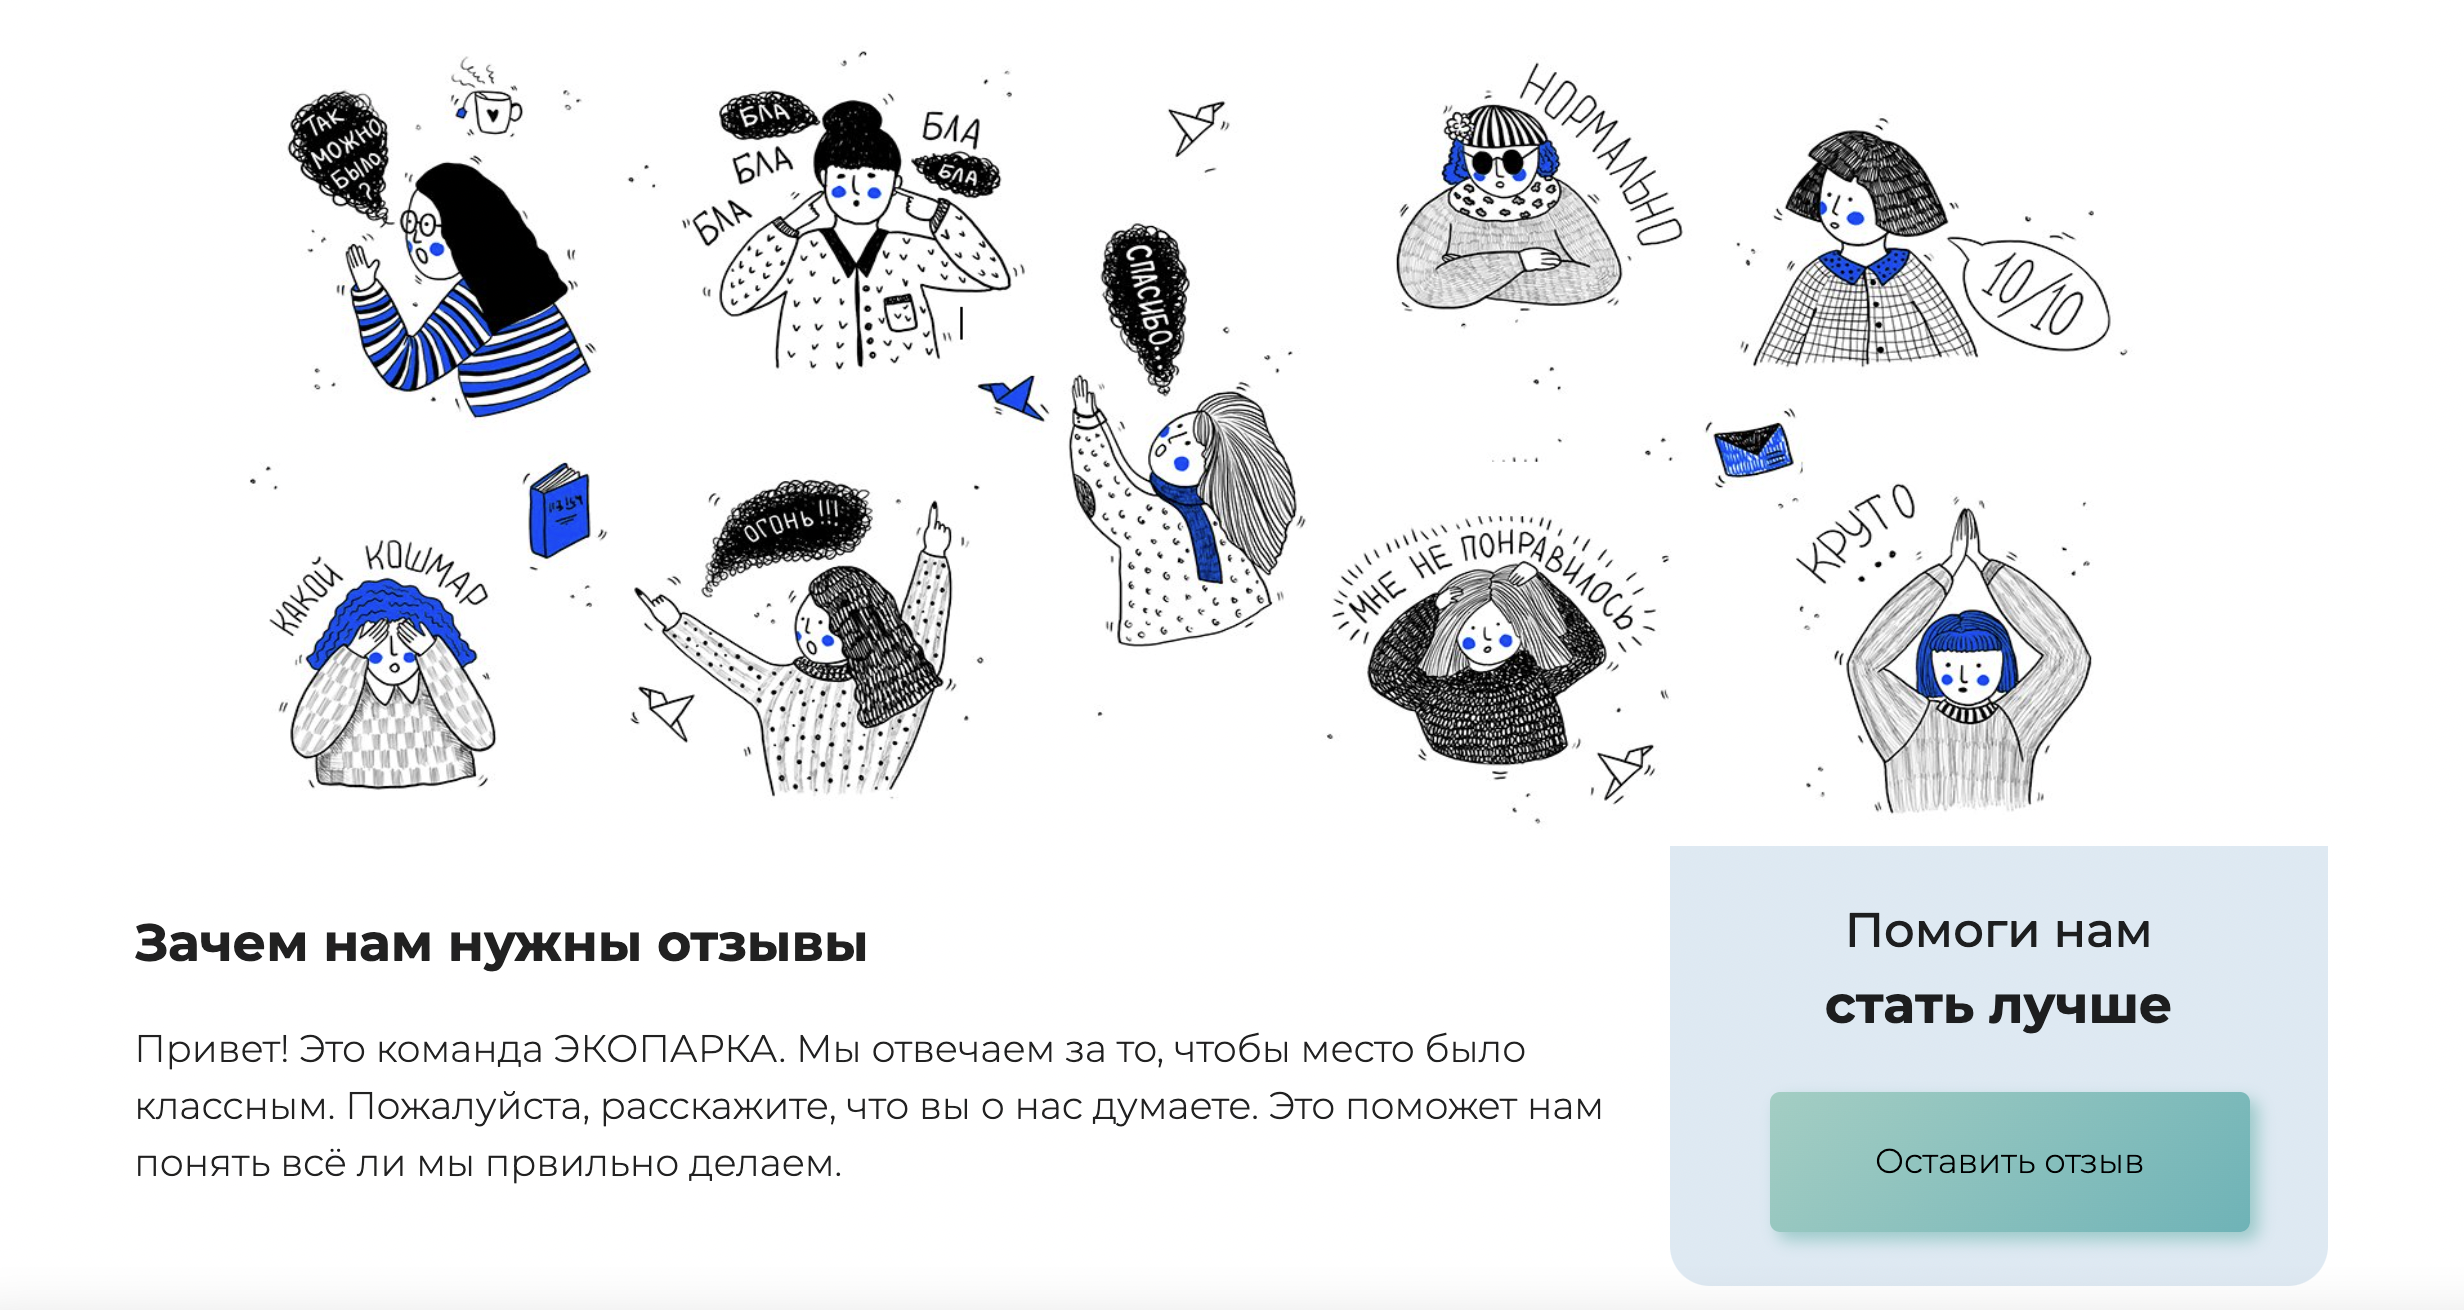 ТАК
МОЖНО
БЫЛО
?
БЛА
БЛА
БЛА
БЛА
"БЛА
СПАСИБО...
НОРМАЛЬНО
10/10
КАКОЙ КОШМАР
ОГОНЬ!!!
МНЕ НЕ ПОНРАВИЛОСЬ
КРУТО
...
Зачем нам нужны отзывы
Привет! Это команда ЭКОПАРКА. Мы отвечаем за то, чтобы место было
классным. Пожалуйста, расскажите, что вы о нас думаете. Это поможет нам
понять всё ли мы првильно делаем.
Помоги нам
стать лучше
Оставить отзыв